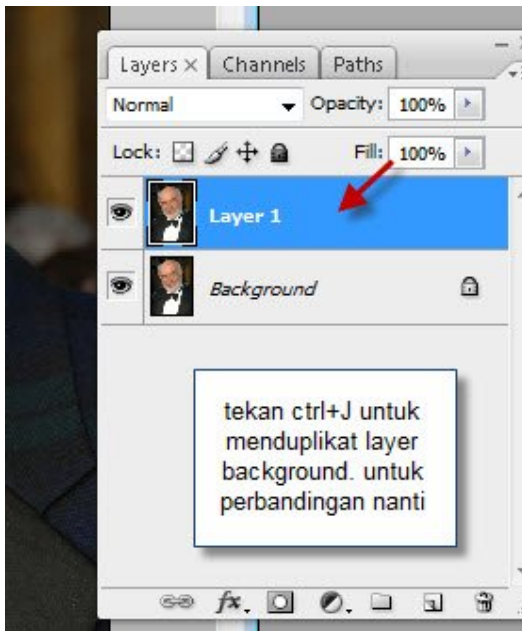 Layers × Channels Paths
Normal Opacity: 100%
Lock: Fill: 100%
Layer 1
Background
tekan ctrl+J untuk
menduplikat layer
background. untuk
perbandingan nanti
fx.